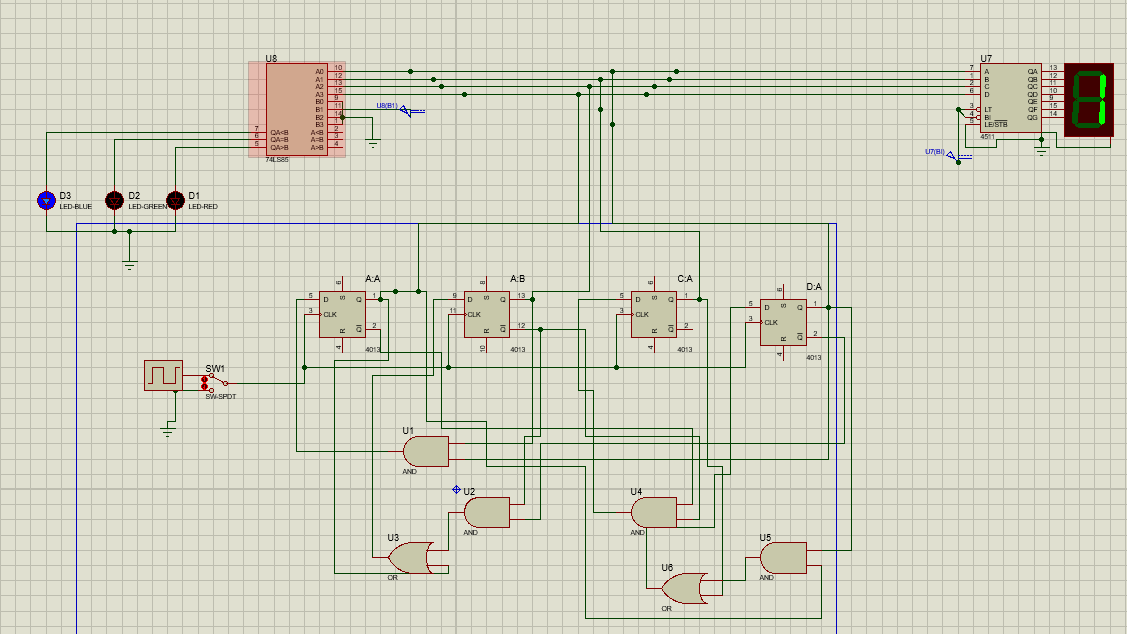 U8
A0 10
A1 12
A2 13
A3 15
B0 9
B1 11
B2 14
B3 1
7 QA<B A<B 2
6 QA=B A=B 3
5 QA>B A>B 4
74LS85
U8(B1)
U7
7 A QA 13
1 B QB 12
2 C QC 11
6 D QD 10
QE 9
3 LT QF 15
4 BI QG 14
5 LE/STB
4511
U7(BI)
D3
LED-BLUE
D2
LED-GREEN
D1
LED-RED
A:A
6
5 D S Q 1
3 CLK
R Q 2
4
4013
A:B
8
9 D S Q 13
11 CLK
R Q 12
10
4013
C:A
6
5 D S Q 1
3 CLK
R Q 2
4
4013
D:A
6
5 D S Q 1
3 CLK
R Q 2
4
4013
SW1
SW-SPDT
U1
AND
U2
AND
U3
OR
U4
AND
U5
AND
U6
OR